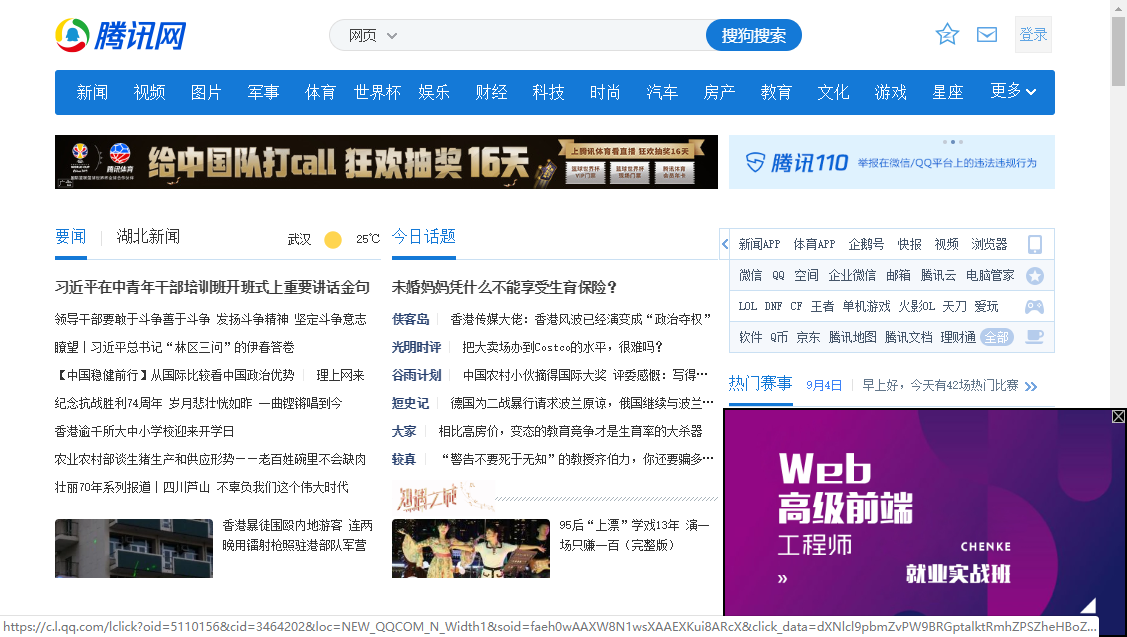 腾讯网
网页 搜狗搜索 登录
新闻 视频 图片 军事 体育 世界杯 娱乐 财经 科技 时尚 汽车 房产 教育 文化 游戏 星座 更多
腾讯体育
给中国队打call 狂欢抽奖16天
上腾讯体育看直播 狂欢抽奖16天
篮球世界杯 篮球世界杯 腾讯体育
广告
腾讯110 举报在微信/QQ平台上的违法违规行为
要闻 湖北新闻 武汉 25℃
今日话题
新闻APP 体育APP 企鹅号 快报 视频 浏览器
微信 QQ 空间 企业微信 邮箱 腾讯云 电脑管家
LOL DNF CF 王者 单机游戏 火影OL 天刀 爱玩
软件 Q币 京东 腾讯地图 腾讯文档 理财通 全部
习近平在中青年干部培训班开班式上重要讲话金句
领导干部要敢于斗争善于斗争 发扬斗争精神 坚定斗争意志
瞭望丨习近平总书记“林区三问”的伊春答卷
【中国稳健前行】从国际比较看中国政治优势 理上网来
纪念抗战胜利74周年 岁月悲壮恍如昨 一曲铿锵唱到今
香港逾千所大中小学校迎来开学日
农业农村部谈生猪生产和供应形势——老百姓碗里不会缺肉
壮丽70年系列报道丨四川芦山 不辜负我们这个伟大时代
香港暴徒围殴内地游客 连两
晚用镭射枪照驻港部队军营
未婚妈妈凭什么不能享受生育保险？
侠客岛 香港传媒大佬：香港风波已经演变成“政治夺权”
光明时评 把大卖场办到Costco的水平，很难吗？
谷雨计划 中国农村小伙摘得国际大奖 评委感慨：写得…
短史记 德国为二战暴行请求波兰原谅，俄国继续与波兰…
大家 相比高房价，变态的教育竞争才是生育率的大杀器
较真 “警告不要死于无知”的教授齐伯力，你还要骗多…
95后“上漂”学戏13年 演一
场只赚一百（完整版）
热门赛事 9月4日 早上好，今天有42场热门比赛
Web
高级前端
工程师
»
CHENKE
就业实战班
https://c.l.qq.com/lclick?oid=5110156&cid=3464202&loc=NEW_QQCOM_N_Width1&soid=faeh0wAAXW8N1wsXAAEXKui8ARcX&click_data=dXNlcl9pbmZvPW9BRGptalktRmhZPSZheHBoZ...